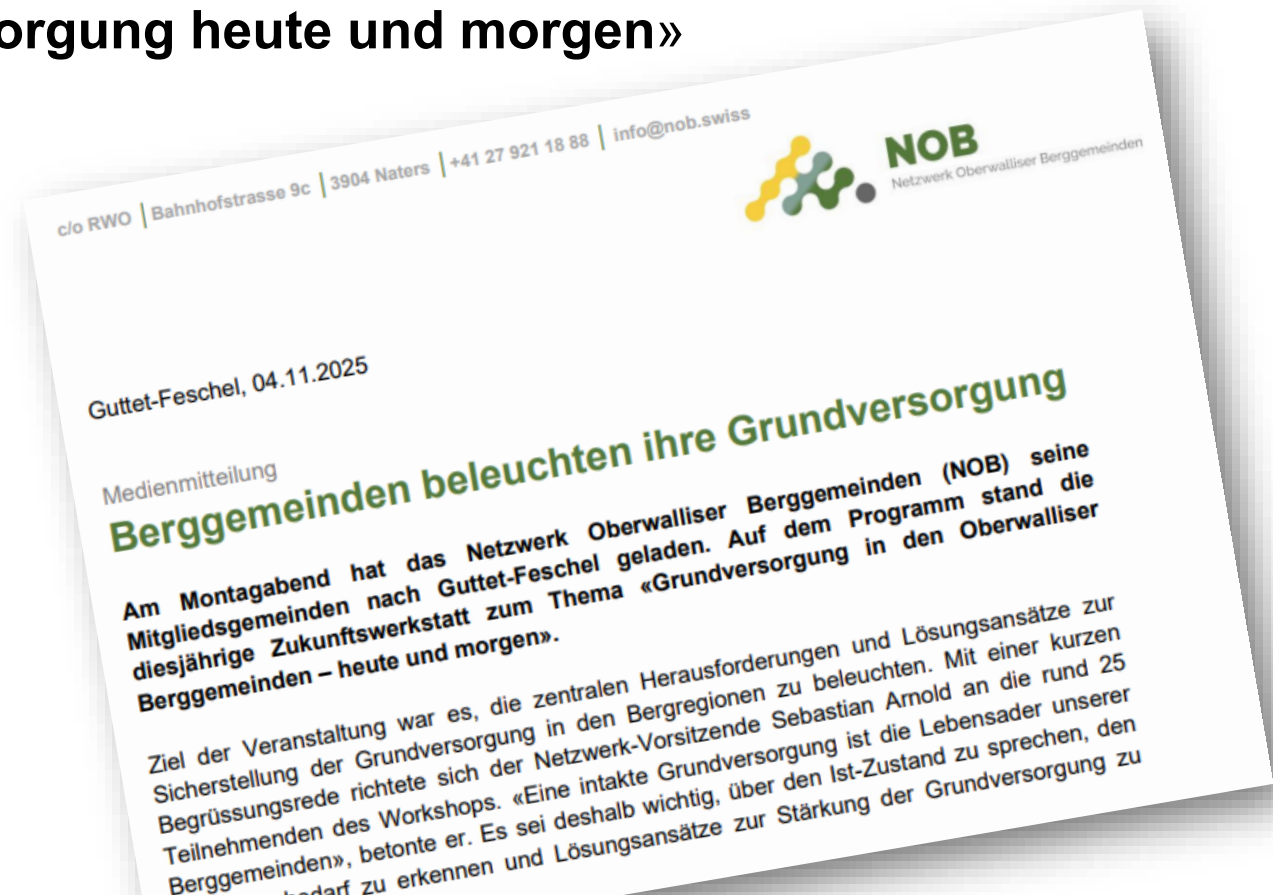 orgung heute und morgen»
c/o RWO | Bahnhofstrasse 9c | 3904 Naters | +41 27 921 18 88 | info@nob.swiss
NOB
Netzwerk Oberwalliser Berggemeinden
Guttet-Feschel, 04.11.2025
Medienmitteilung
Berggemeinden beleuchten ihre Grundversorgung
Am Montagabend hat das Netzwerk Oberwalliser Berggemeinden (NOB) seine
Mitgliedsgemeinden nach Guttet-Feschel geladen. Auf dem Programm stand die
diesjährige Zukunftswerkstatt zum Thema «Grundversorgung in den Oberwalliser
Berggemeinden – heute und morgen».
Ziel der Veranstaltung war es, die zentralen Herausforderungen und Lösungsansätze zur
Sicherstellung der Grundversorgung in den Bergregionen zu beleuchten. Mit einer kurzen
Begrüssungsrede richtete sich der Netzwerk-Vorsitzende Sebastian Arnold an die rund 25
Teilnehmenden des Workshops. «Eine intakte Grundversorgung ist die Lebensader unserer
Berggemeinden», betonte er. Es sei deshalb wichtig, über den Ist-Zustand zu sprechen, den
zu erkennen und Lösungsansätze zur Stärkung der Grundversorgung zu